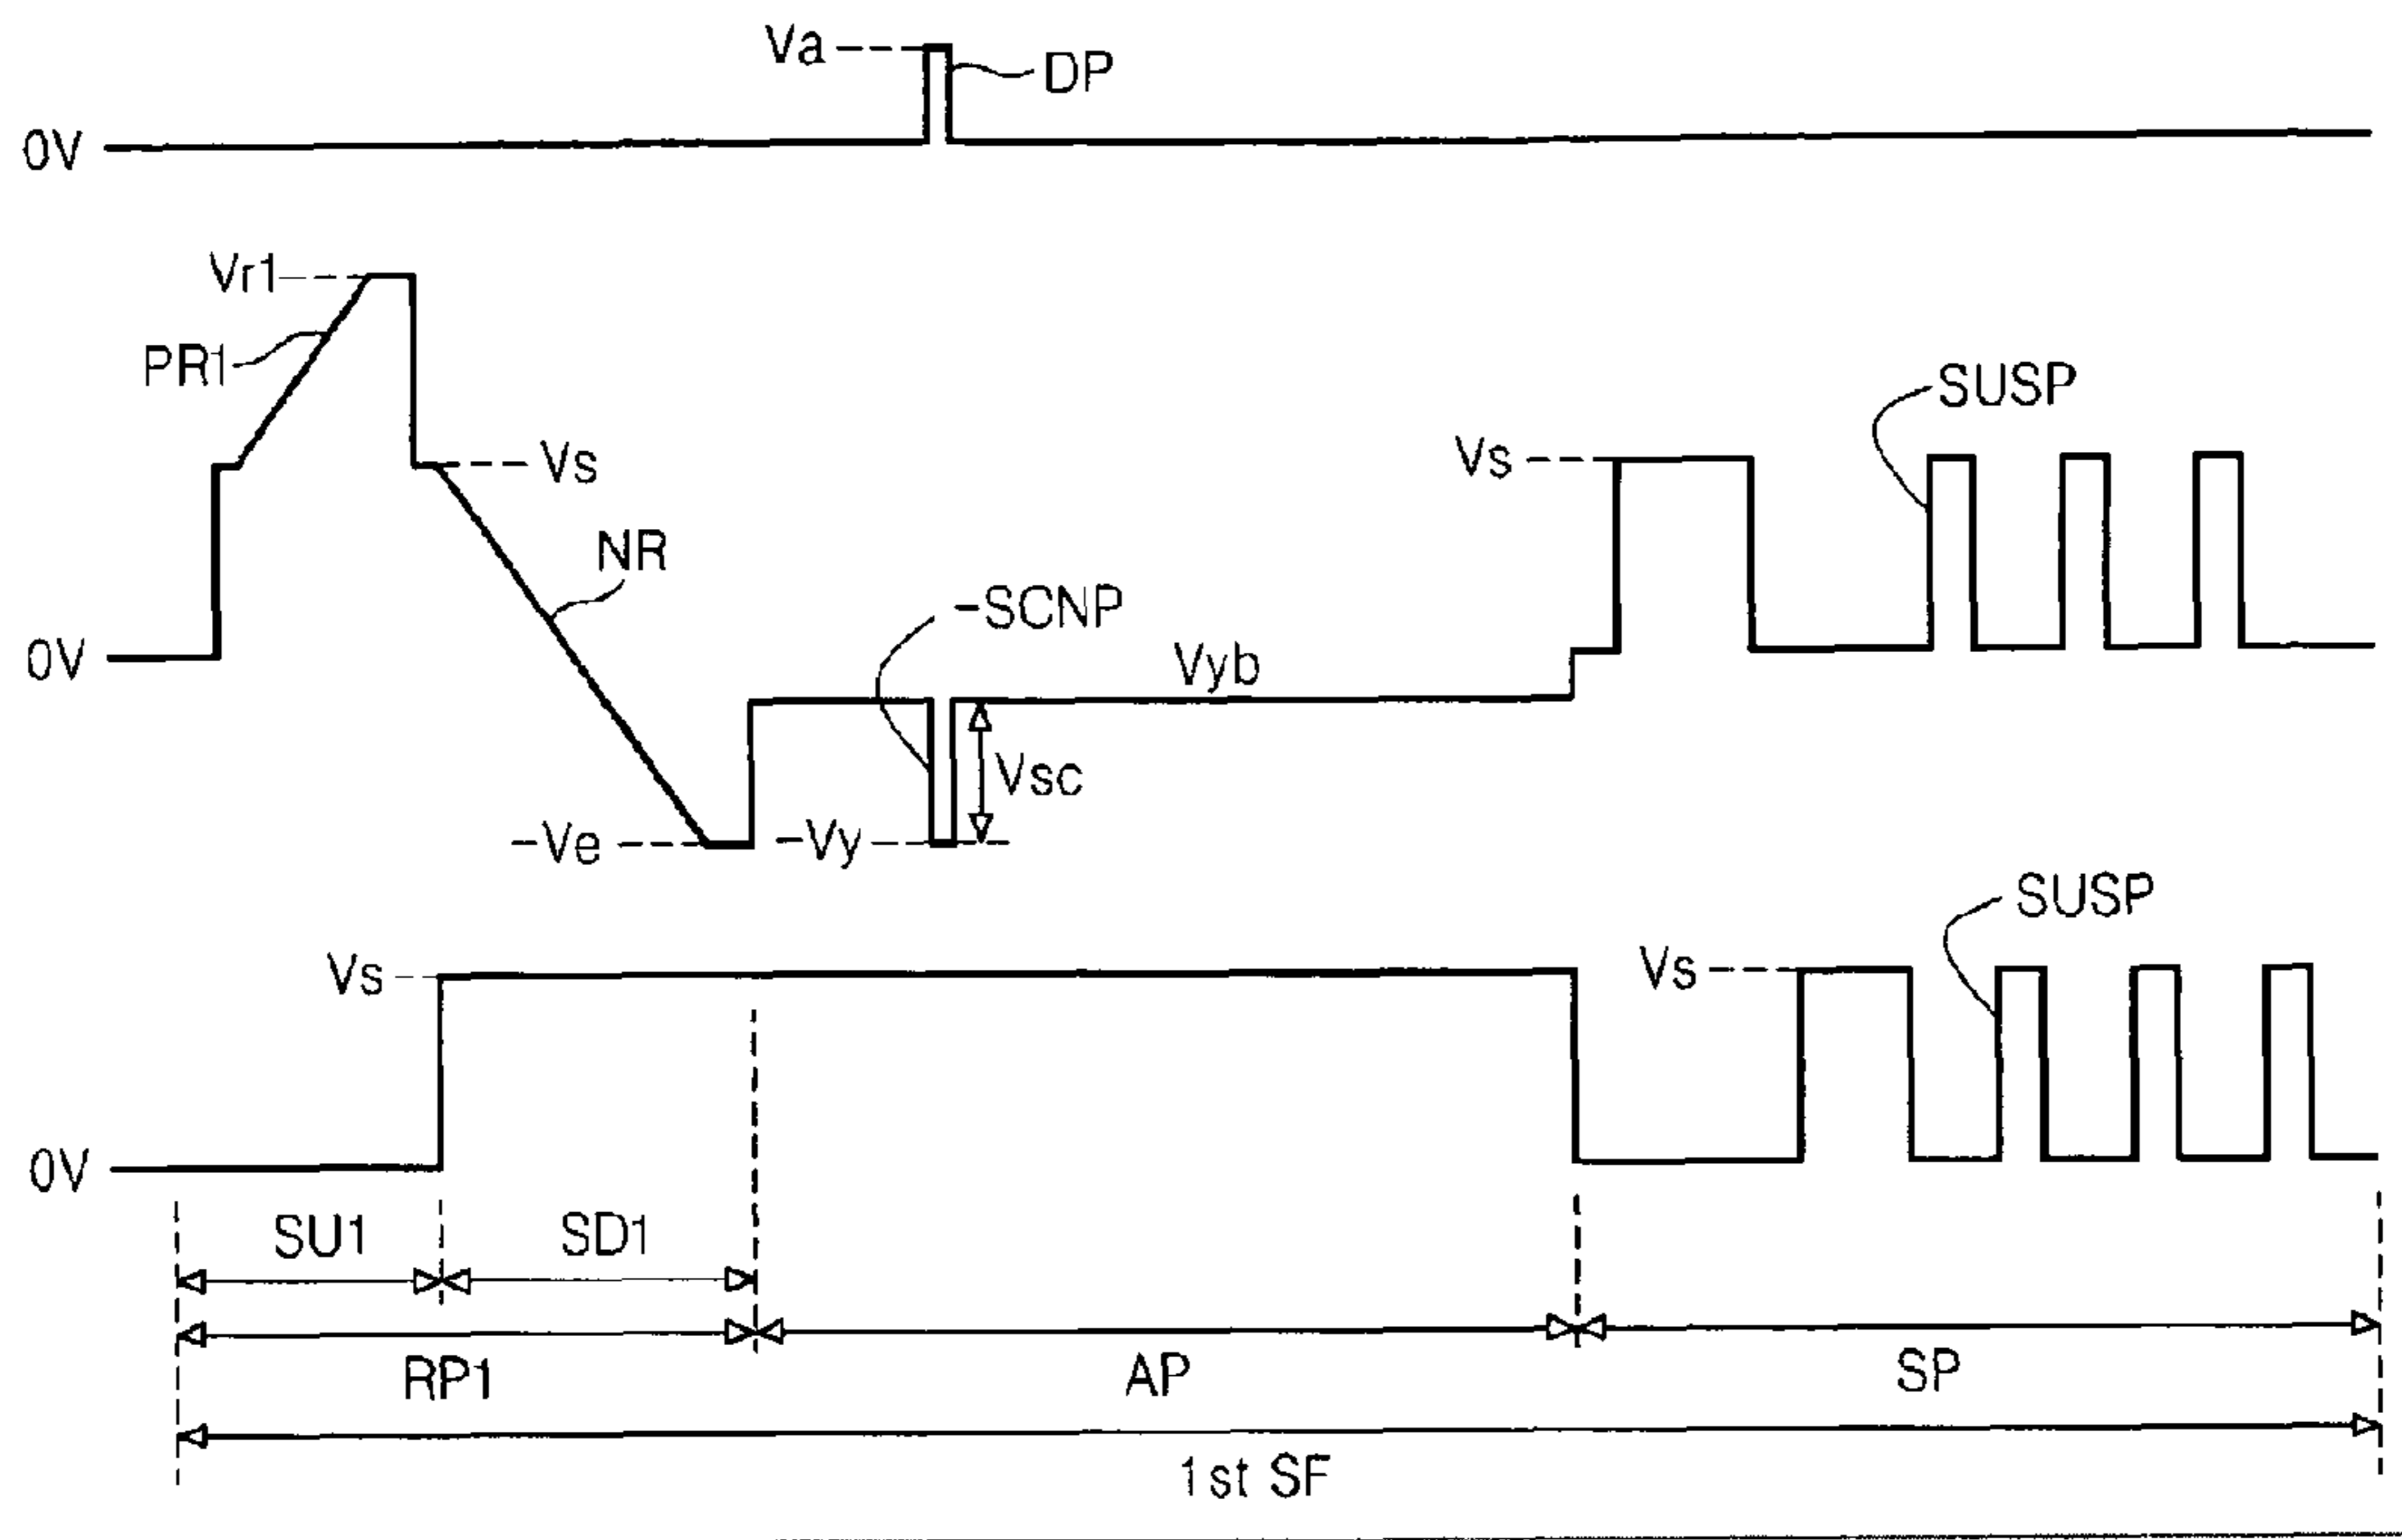 Va
DP
0V
Vr1
PR1
Vs
NR
0V
-SCNP
Vyb
Vsc
-Ve
-Vy
Vs
SUSP
Vs
0V
Vs
SUSP
SU1
SD1
RP1
AP
SP
1st SF